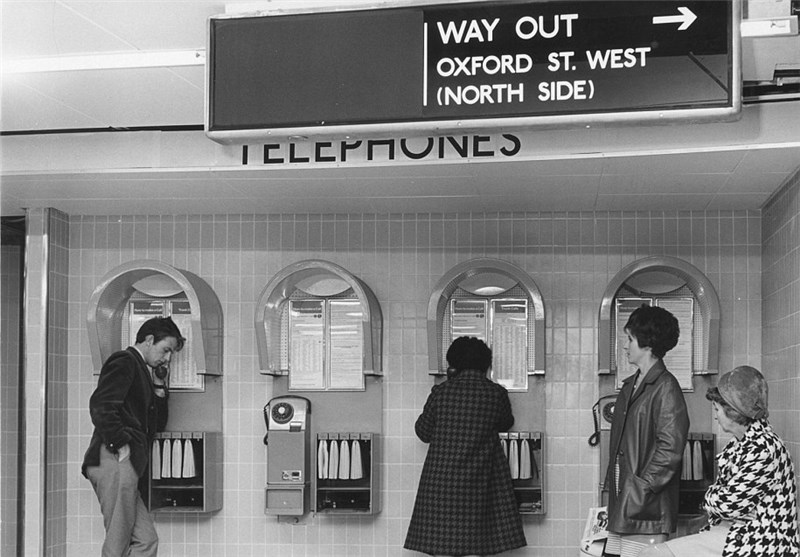 WAY OUT
OXFORD ST. WEST
(NORTH SIDE)
TELEPHONES